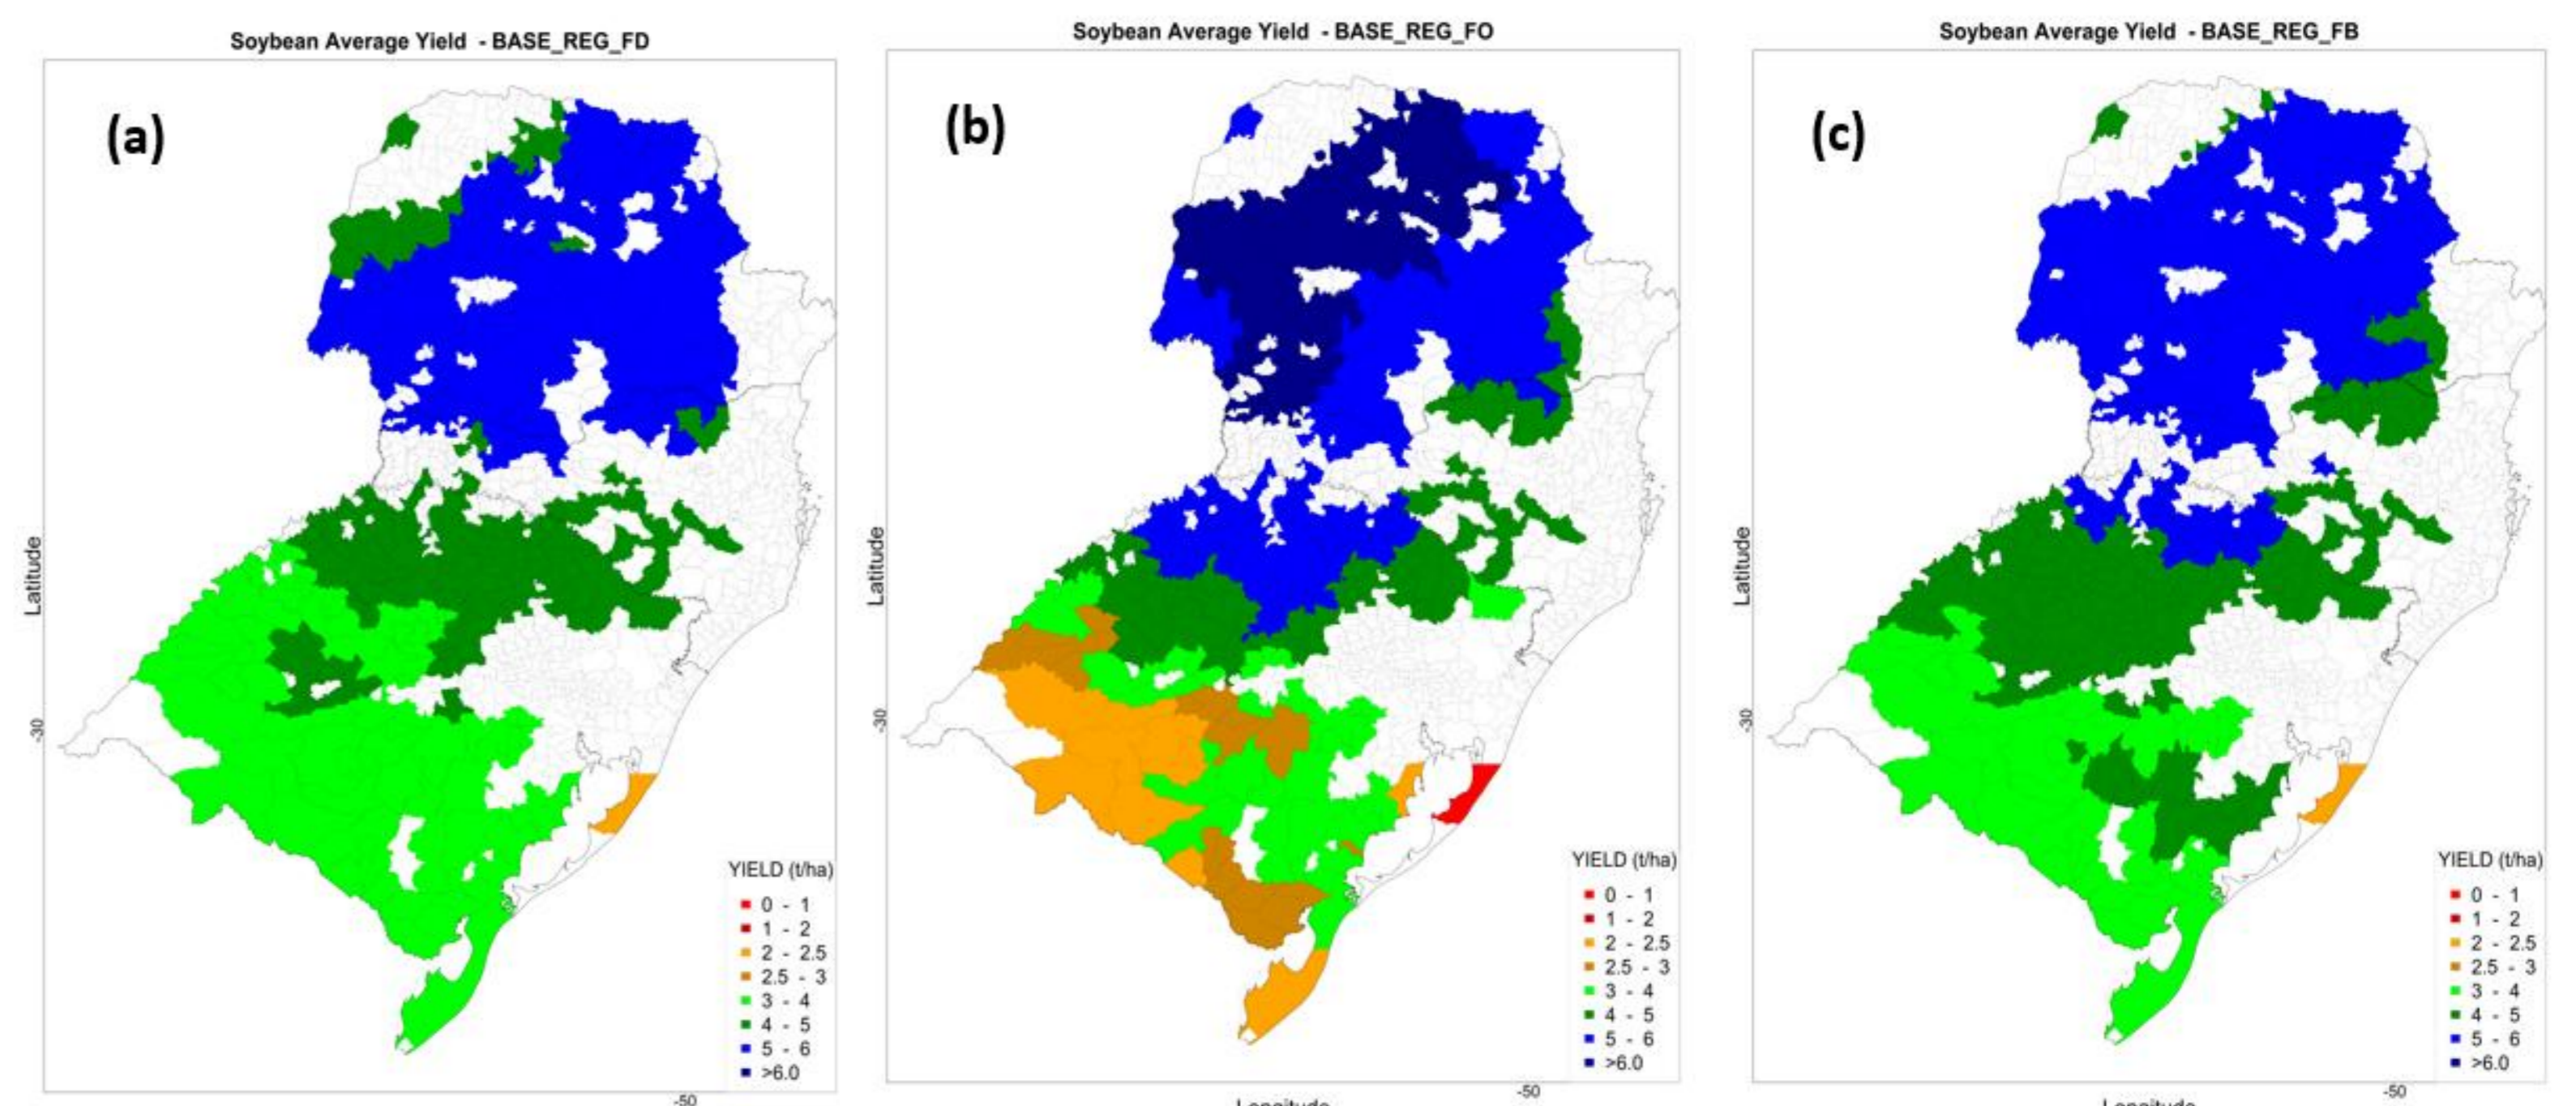 Soybean Average Yield - BASE_REG_FD
(a)
Latitude
-30
YIELD (t/ha)
0 - 1
1 - 2
2 - 2.5
2.5 - 3
3 - 4
4 - 5
5 - 6
>6.0
-50
Soybean Average Yield - BASE_REG_FO
(b)
Latitude
-30
YIELD (t/ha)
0 - 1
1 - 2
2 - 2.5
2.5 - 3
3 - 4
4 - 5
5 - 6
>6.0
-50
Longitude
Soybean Average Yield - BASE_REG_FB
(c)
Latitude
-30
YIELD (t/ha)
0 - 1
1 - 2
2 - 2.5
2.5 - 3
3 - 4
4 - 5
5 - 6
>6.0
-50
Longitude